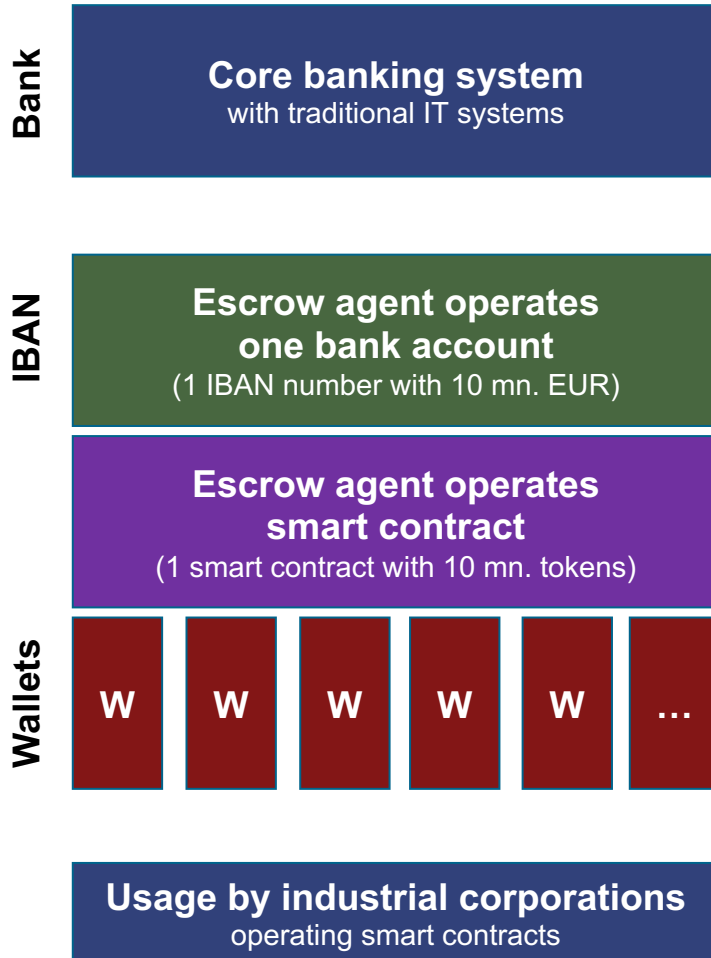 Bank
Core banking system
with traditional IT systems
IBAN
Escrow agent operates
one bank account
(1 IBAN number with 10 mn. EUR)
Escrow agent operates
smart contract
(1 smart contract with 10 mn. tokens)
Wallets
W W W W W ...
Usage by industrial corporations
operating smart contracts